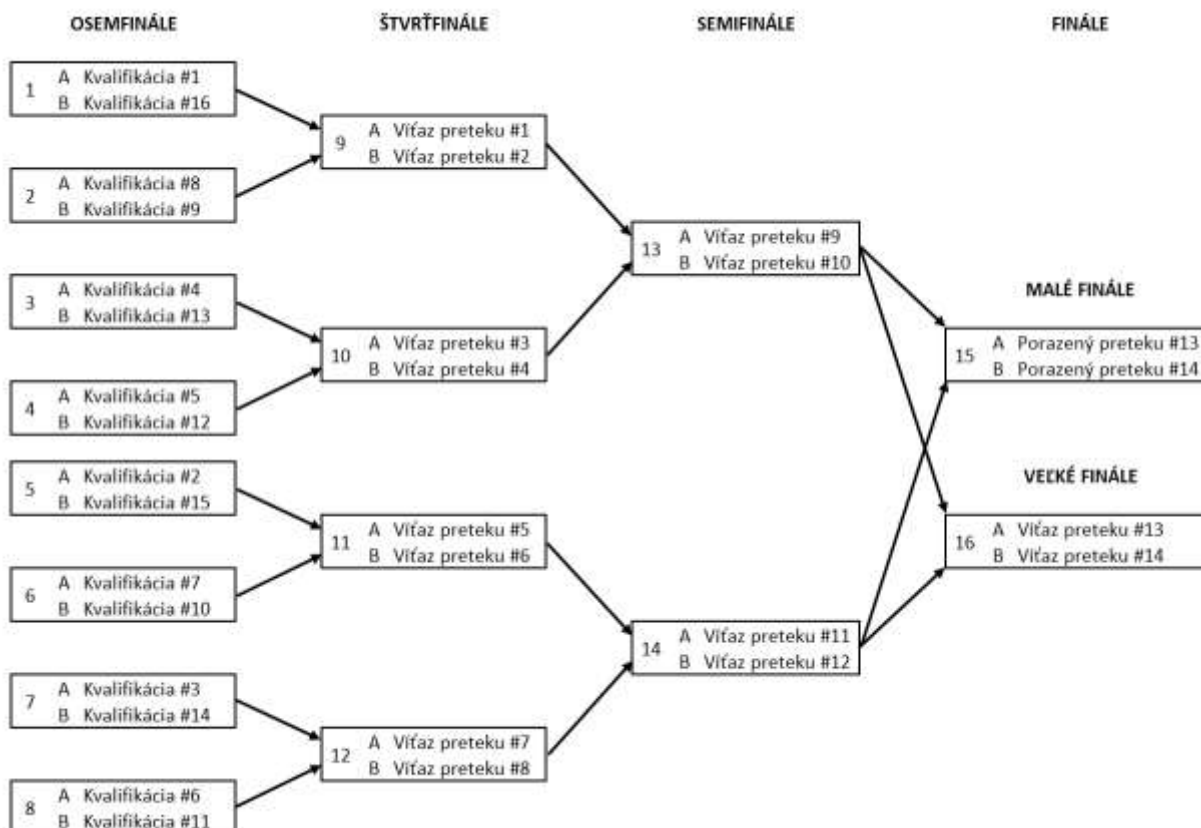 OSEMFINÁLE
ŠTVRŤFINÁLE
SEMIFINÁLE
FINÁLE
1 A Kvalifikácia #1
B Kvalifikácia #16
2 A Kvalifikácia #8
B Kvalifikácia #9
3 A Kvalifikácia #4
B Kvalifikácia #13
4 A Kvalifikácia #5
B Kvalifikácia #12
5 A Kvalifikácia #2
B Kvalifikácia #15
6 A Kvalifikácia #7
B Kvalifikácia #10
7 A Kvalifikácia #3
B Kvalifikácia #14
8 A Kvalifikácia #6
B Kvalifikácia #11
9 A Víťaz preteku #1
B Víťaz preteku #2
10 A Víťaz preteku #3
B Víťaz preteku #4
11 A Víťaz preteku #5
B Víťaz preteku #6
12 A Víťaz preteku #7
B Víťaz preteku #8
13 A Víťaz preteku #9
B Víťaz preteku #10
14 A Víťaz preteku #11
B Víťaz preteku #12
MALÉ FINÁLE
15 A Porazený preteku #13
B Porazený preteku #14
VEĽKÉ FINÁLE
16 A Víťaz preteku #13
B Víťaz preteku #14